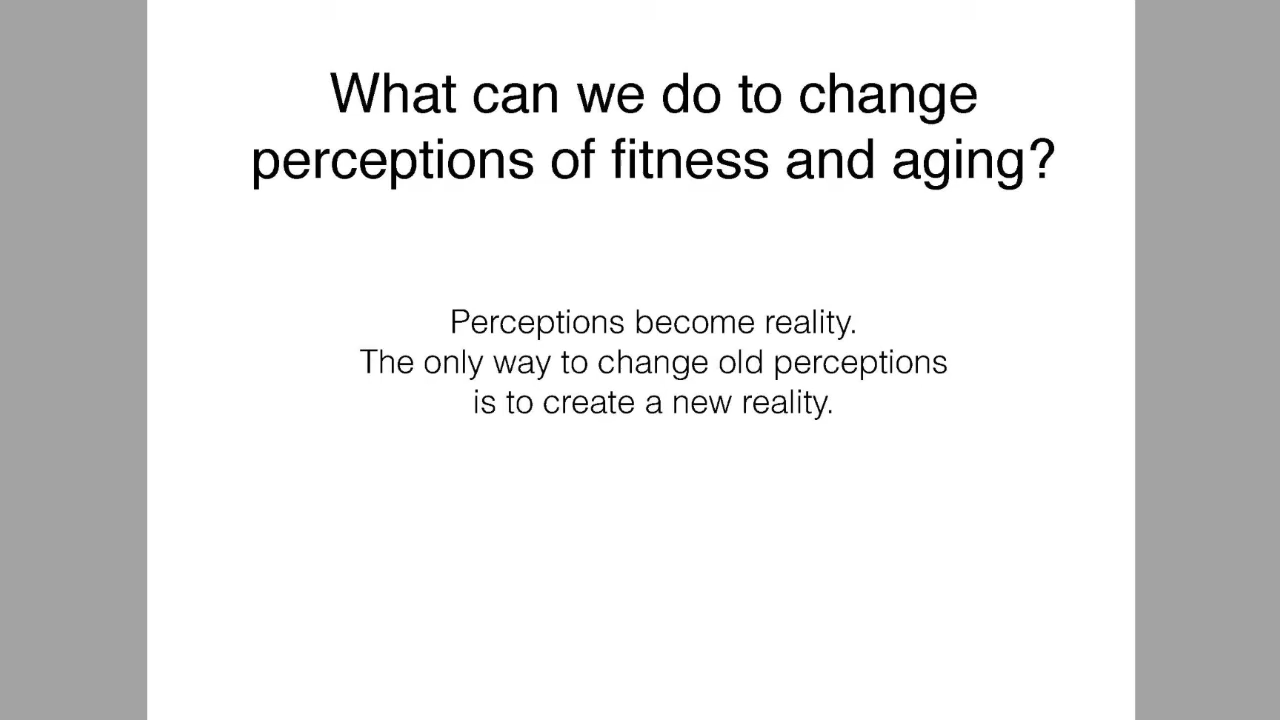 What can we do to change
perceptions of fitness and aging?
Perceptions become reality.
The only way to change old perceptions
is to create a new reality.